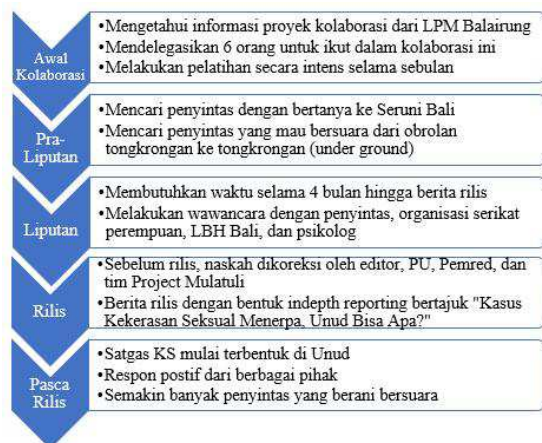 Awal
Kolaborasi
•Mengetahui informasi proyek kolaborasi dari LPM Balairung
•Mendelegasikan 6 orang untuk ikut dalam kolaborasi ini
•Melakukan pelatihan secara intens selama sebulan
Pra-
Liputan
•Mencari penyintas dengan bertanya ke Seruni Bali
•Mencari penyintas yang mau bersuara dari obrolan
tongkrongan ke tongkrongan (under ground)
Liputan
•Membutuhkan waktu selama 4 bulan hingga berita rilis
•Melakukan wawancara dengan penyintas, organisasi serikat
perempuan, LBH Bali, dan psikolog
Rilis
•Sebelum rilis, naskah dikoreksi oleh editor, PU, Pemred, dan
tim Project Mulatuli
•Berita rilis dengan bentuk indepth reporting bertajuk "Kasus
Kekerasan Seksual Menerpa, Unud Bisa Apa?"
Pasca
Rilis
•Satgas KS mulai terbentuk di Unud
•Respon postif dari berbagai pihak
•Semakin banyak penyintas yang berani bersuara